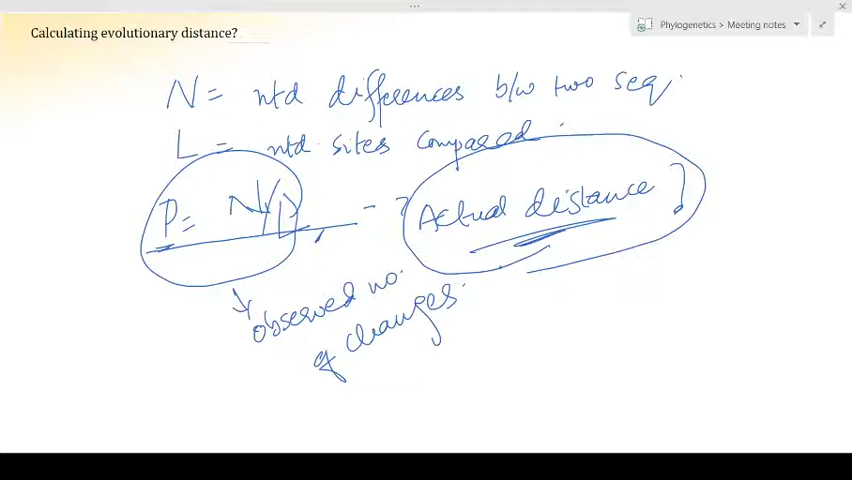 Phylogenetics > Meeting notes
Calculating evolutionary distance?
N = ntd differences b/w two seq.
L = ntd sites compared
P = N/ - ? Actual distance ?
observed no.
of changes.